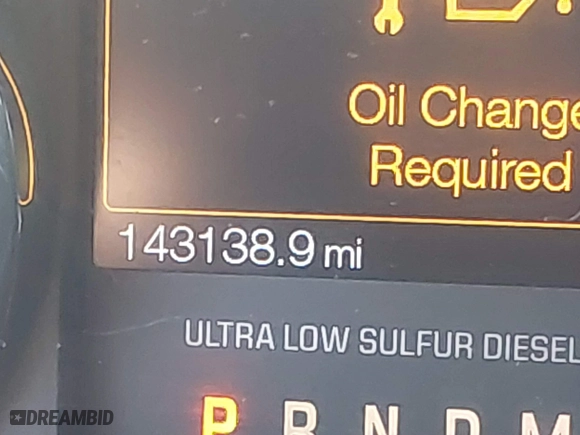 Oil Change
Required
143138.9 mi
ULTRA LOW SULFUR DIESEL
P R N D M
DREAMBID